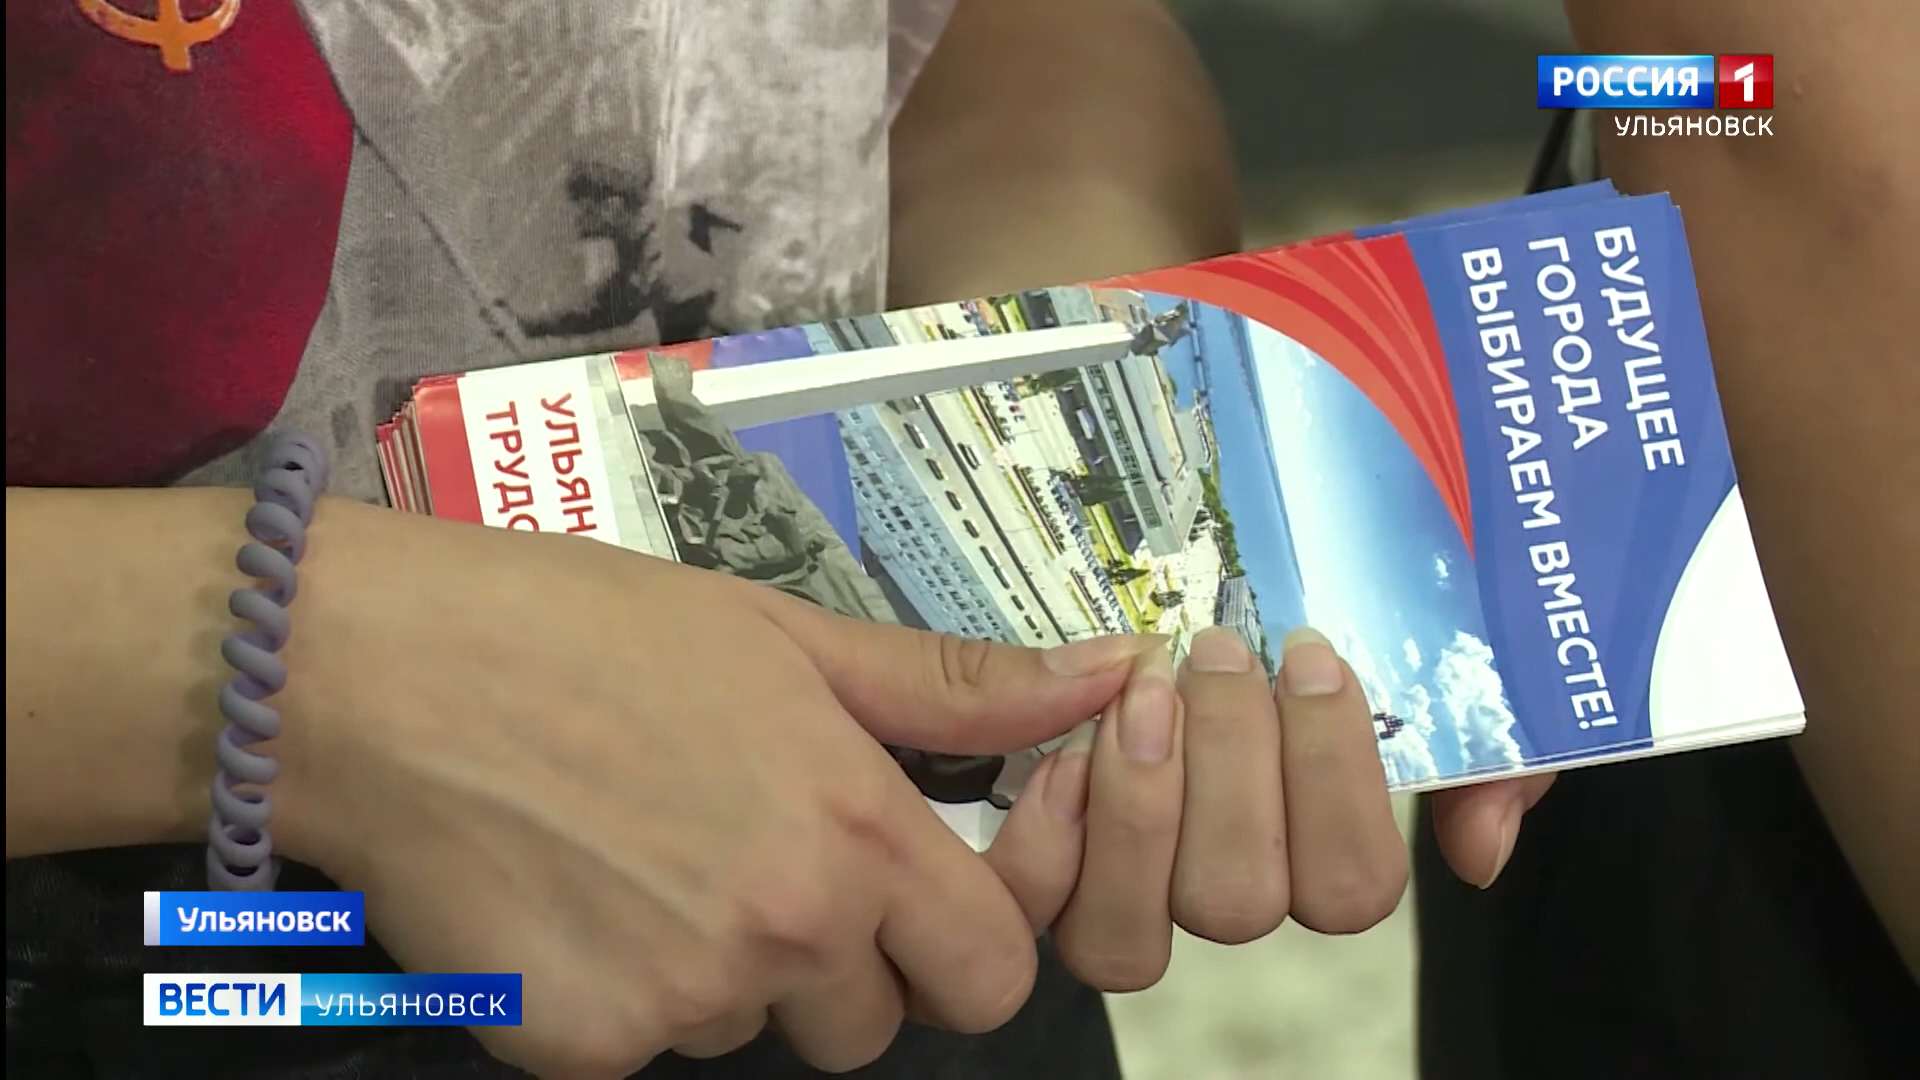 РОССИЯ 1
УЛЬЯНОВСК
БУДУЩЕЕ
ГОРОДА
ВЫБИРАЕМ ВМЕСТЕ!
Ульяновск
ВЕСТИ УЛЬЯНОВСК